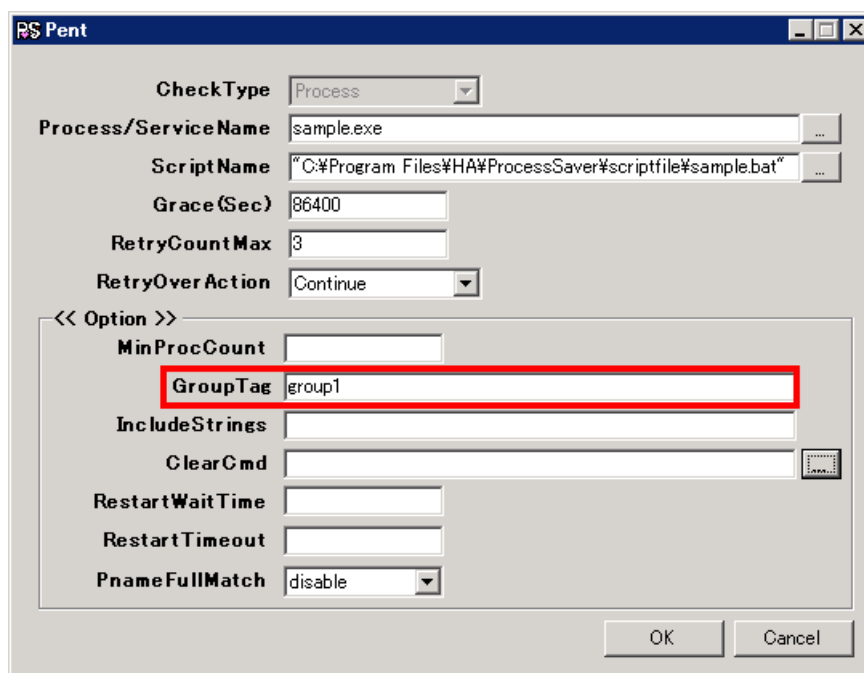 PS Pent
CheckType Process
Process/ServiceName sample.exe ...
ScriptName "C:¥Program Files¥HA¥ProcessSaver¥scriptfile¥sample.bat" ...
Grace(Sec) 86400
RetryCountMax 3
RetryOverAction Continue
<< Option >>
MinProcCount
GroupTag group1
IncludeStrings
ClearCmd ...
RestartWaitTime
RestartTimeout
PnameFullMatch disable
OK Cancel